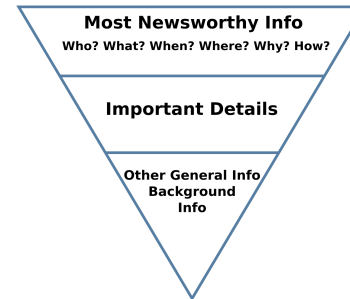 Most Newsworthy Info
Who? What? When? Where? Why? How?
Important Details
Other General Info
Background
Info